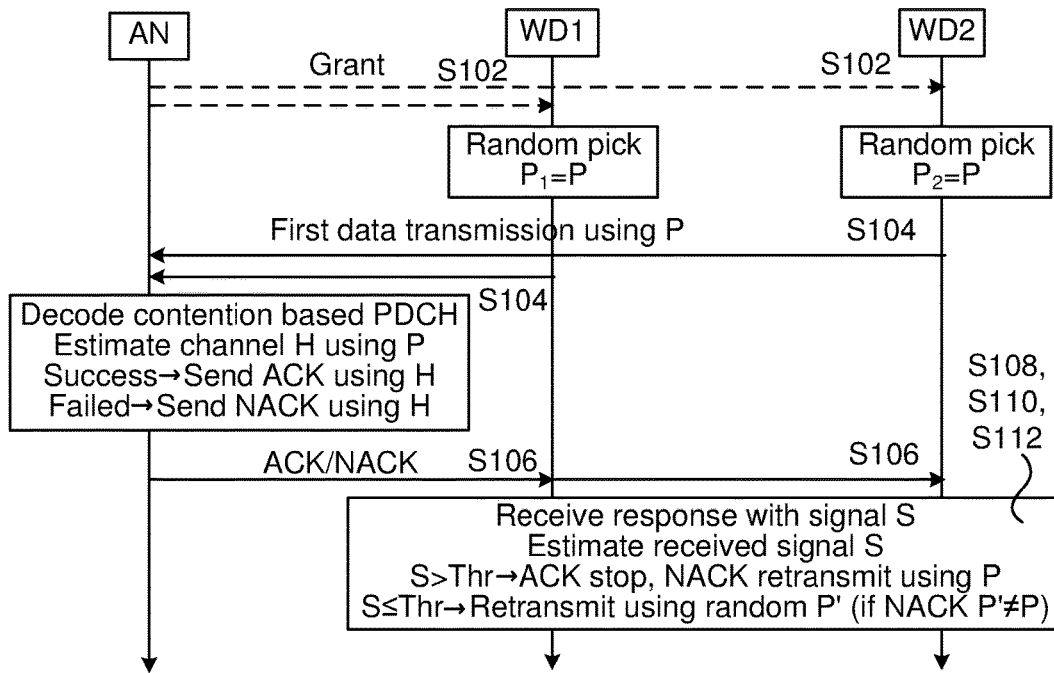 AN
WD1
WD2
Grant
S102
S102
Random pick
P₁=P
Random pick
P₂=P
First data transmission using P
S104
S104
Decode contention based PDCH
Estimate channel H using P
Success→Send ACK using H
Failed→Send NACK using H
S108,
S110,
S112
ACK/NACK
S106
S106
Receive response with signal S
Estimate received signal S
S>Thr→ACK stop, NACK retransmit using P
S≤Thr→Retransmit using random P' (if NACK P'≠P)